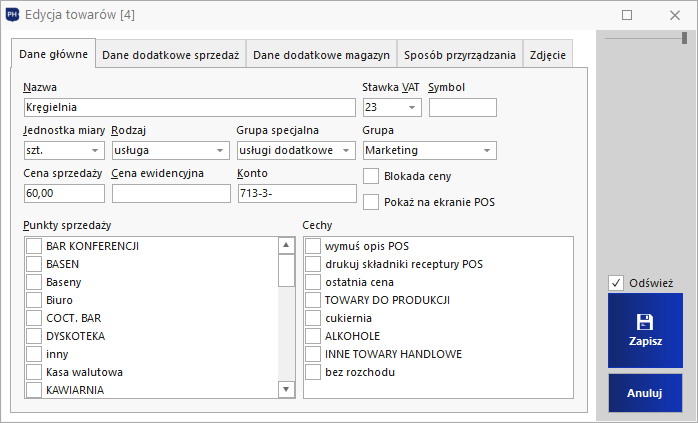 PH
Edycja towarów [4]
Dane główne
Dane dodatkowe sprzedaż
Dane dodatkowe magazyn
Sposób przyrządzania
Zdjęcie
Nazwa
Stawka VAT
Symbol
Kręgielnia
23
Jednostka miary
Rodzaj
Grupa specjalna
Grupa
szt.
usługa
usługi dodatkowe
Marketing
Cena sprzedaży
Cena ewidencyjna
Konto
Blokada ceny
60,00
713-3-
Pokaż na ekranie POS
Punkty sprzedaży
BAR KONFERENCJI
BASEN
Baseny
Biuro
COCT. BAR
DYSKOTEKA
inny
Kasa walutowa
KAWIARNIA
Cechy
wymuś opis POS
drukuj składniki receptury POS
ostatnia cena
TOWARY DO PRODUKCJI
cukiernia
ALKOHOLE
INNE TOWARY HANDLOWE
bez rozchodu
Odśwież
Zapisz
Anuluj